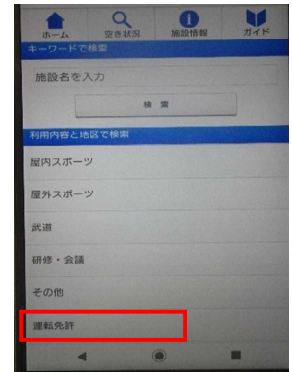 ホーム 空き状況 施設情報 ガイド
キーワードで検索
施設名を入力
検 索
利用内容と地区で検索
屋内スポーツ
屋外スポーツ
武道
研修・会議
その他
運転免許